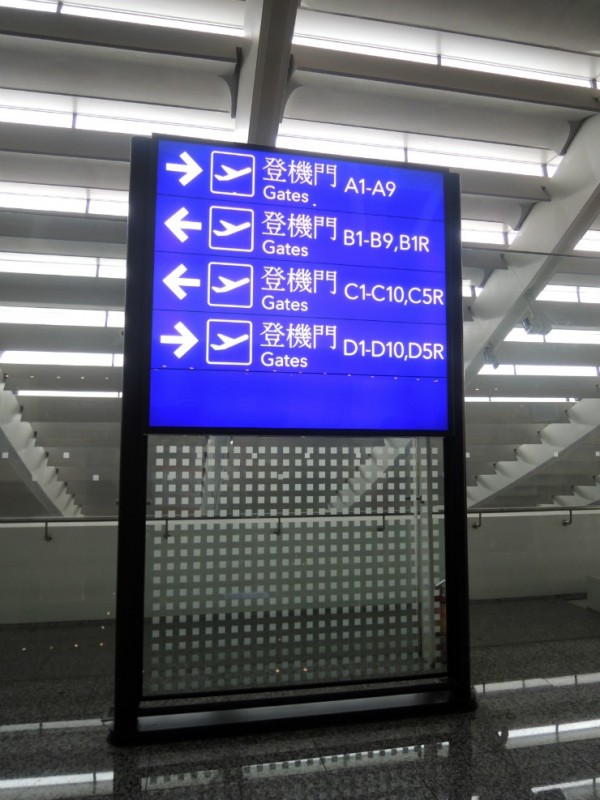 登機門 A1-A9
Gates
登機門 B1-B9,B1R
Gates
登機門 C1-C10,C5R
Gates
登機門 D1-D10,D5R
Gates